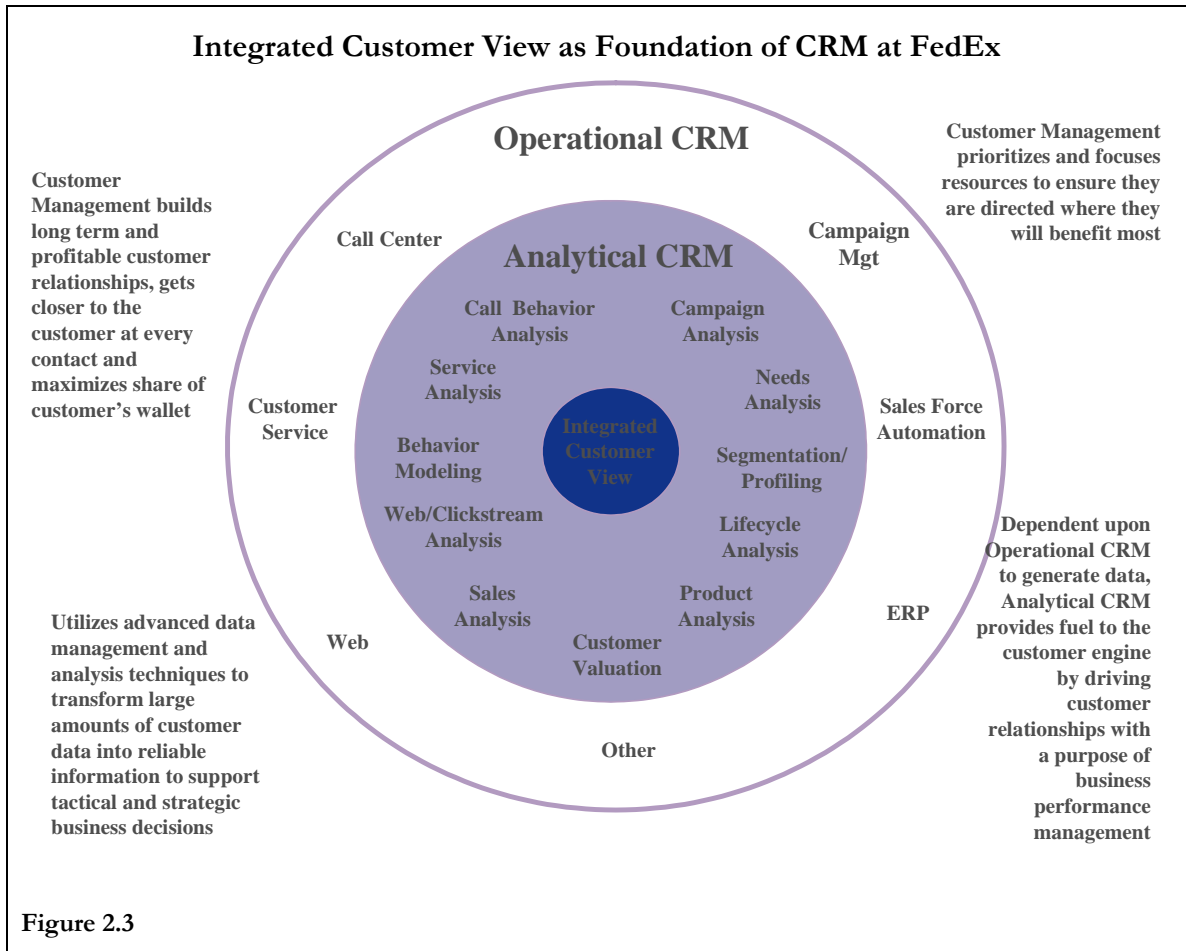 Integrated Customer View as Foundation of CRM at FedEx
Operational CRM
Customer Management
prioritizes and focuses
resources to ensure they
are directed where they
will benefit most
Customer
Management builds
long term and
profitable customer
relationships, gets
closer to the
customer at every
contact and
maximizes share of
customer's wallet
Call Center
Campaign
Mgt
Analytical CRM
Call Behavior
Analysis
Campaign
Analysis
Service
Analysis
Needs
Analysis
Customer
Service
Sales Force
Automation
Integrated
Customer
View
Behavior
Modeling
Segmentation/
Profiling
Web/Clickstream
Analysis
Lifecycle
Analysis
Sales
Analysis
Product
Analysis
Customer
Valuation
Web
ERP
Other
Dependent upon
Operational CRM
to generate data,
Analytical CRM
provides fuel to the
customer engine
by driving
customer
relationships with
a purpose of
business
performance
management
Utilizes advanced data
management and
analysis techniques to
transform large
amounts of customer
data into reliable
information to support
tactical and strategic
business decisions
Figure 2.3